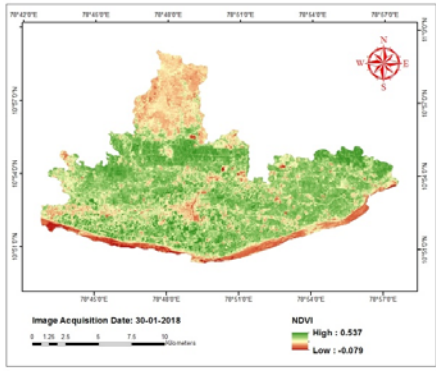 78°42'0"E 78°45'0"E 78°48'0"E 78°51'0"E 78°54'0"E 78°57'0"E
N
W E
S
78°45'0"E 78°48'0"E 78°51'0"E 78°54'0"E 78°57'0"E
Image Acquisition Date: 30-01-2018
0 1.25 2.5 5 7.5 10
Kilometers
NDVI
High : 0.537
Low : -0.079